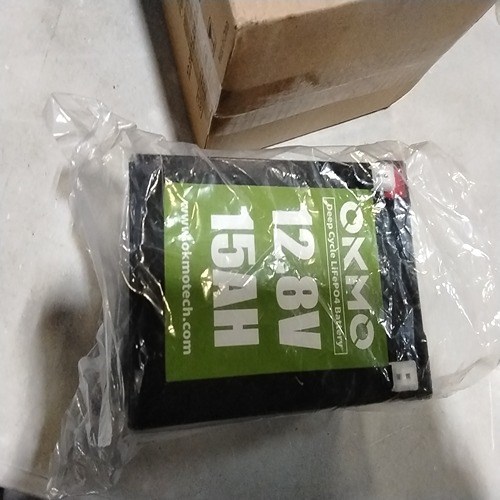 OKMO
Deep Cycle LiFePO4 Battery
12.8V
15AH
www.okmotech.com